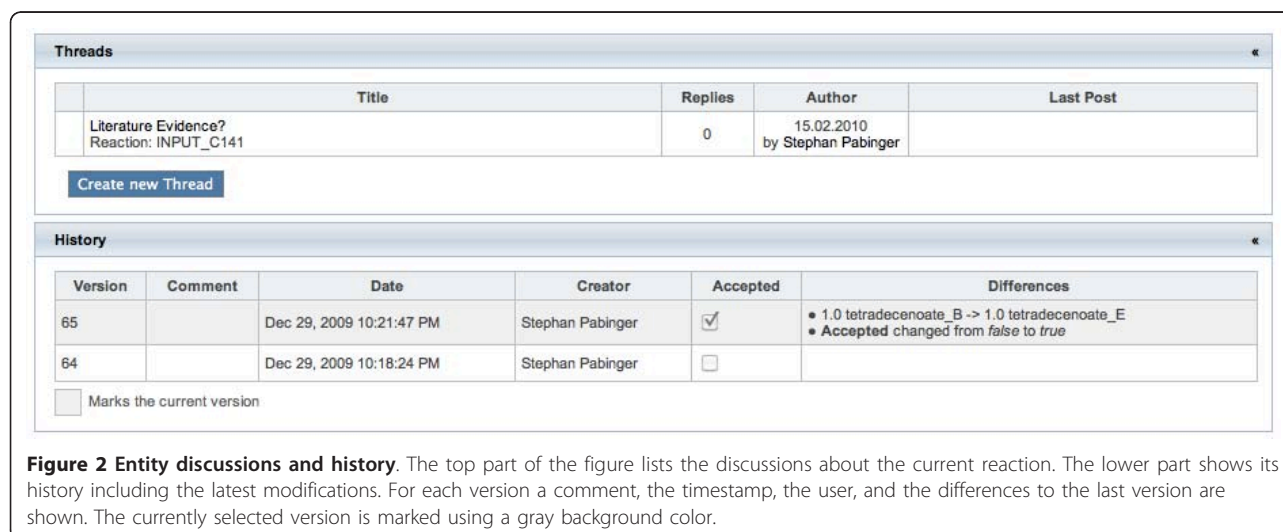 Threads «
Title Replies Author Last Post
Literature Evidence?
Reaction: INPUT_C141
0
15.02.2010
by Stephan Pabinger
Create new Thread
History «
Version Comment Date Creator Accepted Differences
65 Dec 29, 2009 10:21:47 PM Stephan Pabinger
● 1.0 tetradecenoate_B -> 1.0 tetradecenoate_E
● Accepted changed from false to true
64 Dec 29, 2009 10:18:24 PM Stephan Pabinger
Marks the current version
Figure 2 Entity discussions and history. The top part of the figure lists the discussions about the current reaction. The lower part shows its
history including the latest modifications. For each version a comment, the timestamp, the user, and the differences to the last version are
shown. The currently selected version is marked using a gray background color.